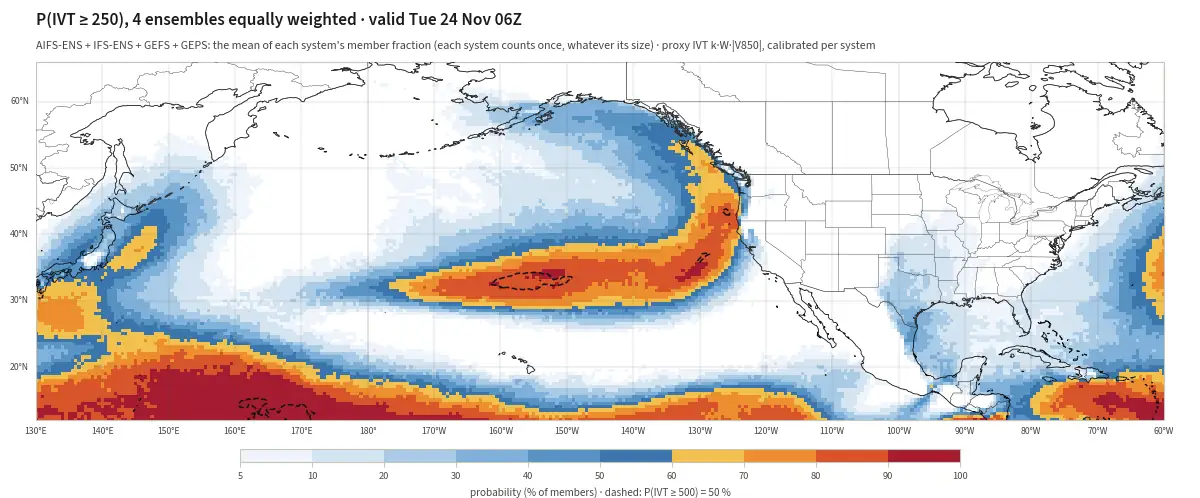 P(IVT ≥ 250), 4 ensembles equally weighted · valid Tue 24 Nov 06Z
AIFS-ENS + IFS-ENS + GEFS + GEPS: the mean of each system's member fraction (each system counts once, whatever its size) · proxy IVT k·W·|V850|, calibrated per system
60°N
50°N
40°N
30°N
20°N
130°E 140°E 150°E 160°E 170°E 180° 170°W 160°W 150°W 140°W 130°W 120°W 110°W 100°W 90°W 80°W 70°W 60°W
5 10 20 30 40 50 60 70 80 90 100
probability (% of members) · dashed: P(IVT ≥ 500) = 50 %